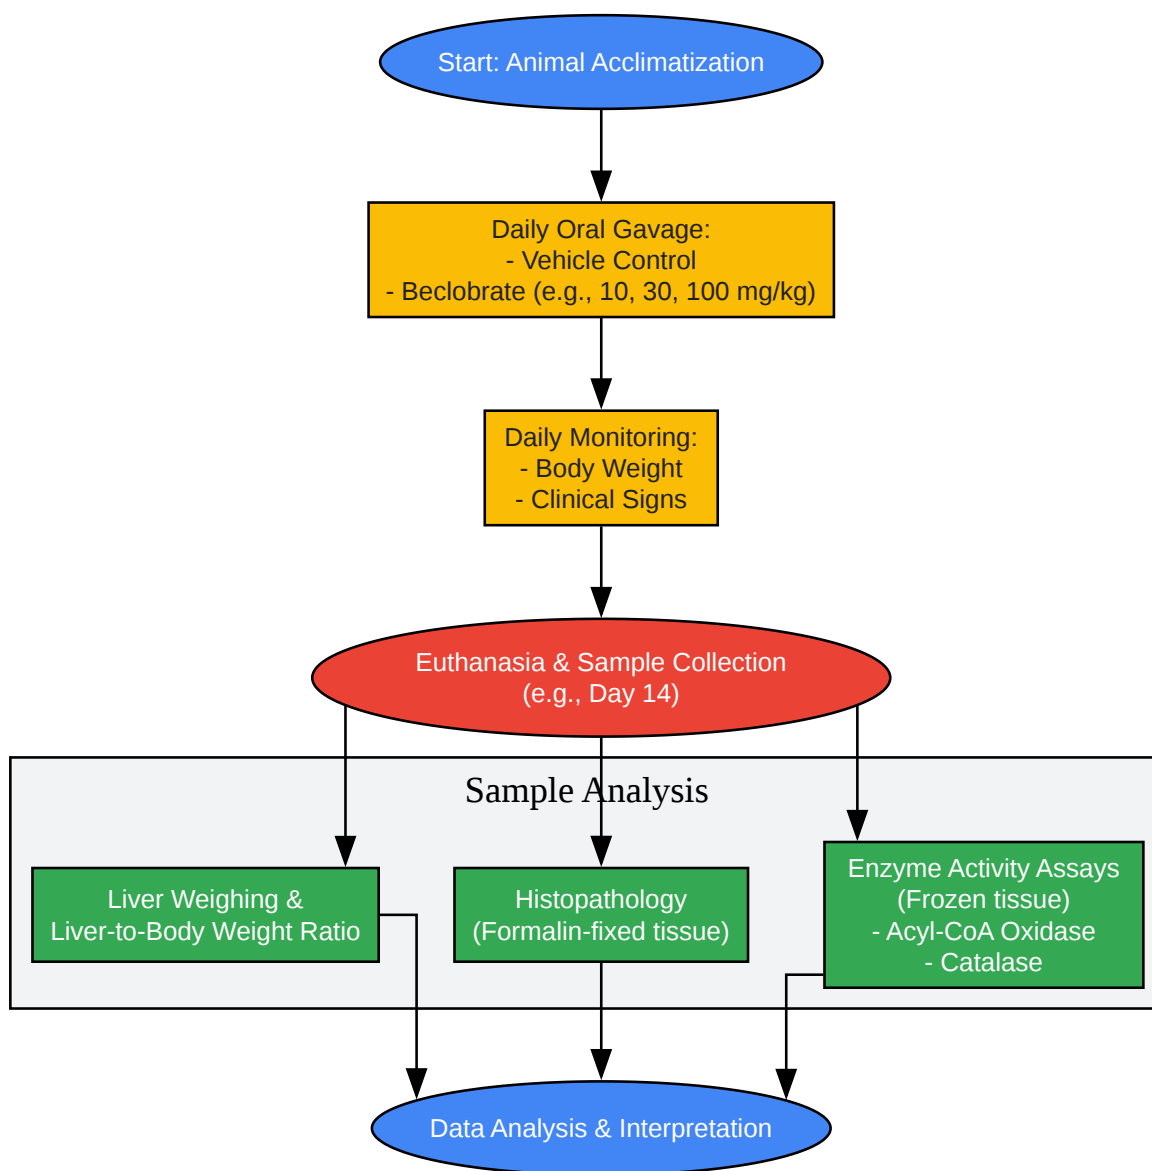 Start: Animal Acclimatization
Daily Oral Gavage:
- Vehicle Control
- Beclobrate (e.g., 10, 30, 100 mg/kg)
Daily Monitoring:
- Body Weight
- Clinical Signs
Euthanasia & Sample Collection
(e.g., Day 14)
Sample Analysis
Liver Weighing &
Liver-to-Body Weight Ratio
Histopathology
(Formalin-fixed tissue)
Enzyme Activity Assays
(Frozen tissue)
- Acyl-CoA Oxidase
- Catalase
Data Analysis & Interpretation